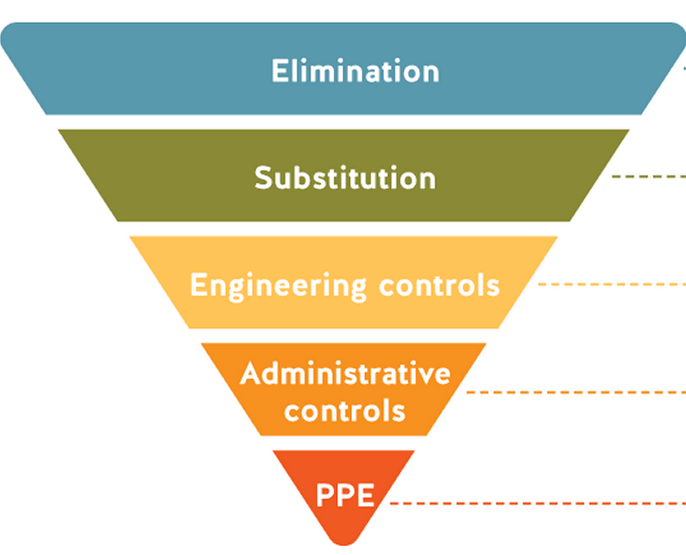 Elimination
Substitution
Engineering controls
Administrative
controls
PPE